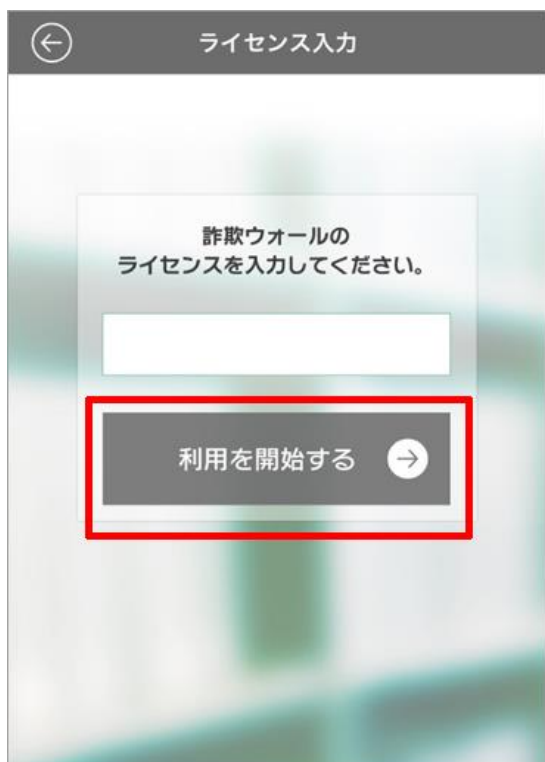 ライセンス入力
詐欺ウォールの
ライセンスを入力してください。
利用を開始する